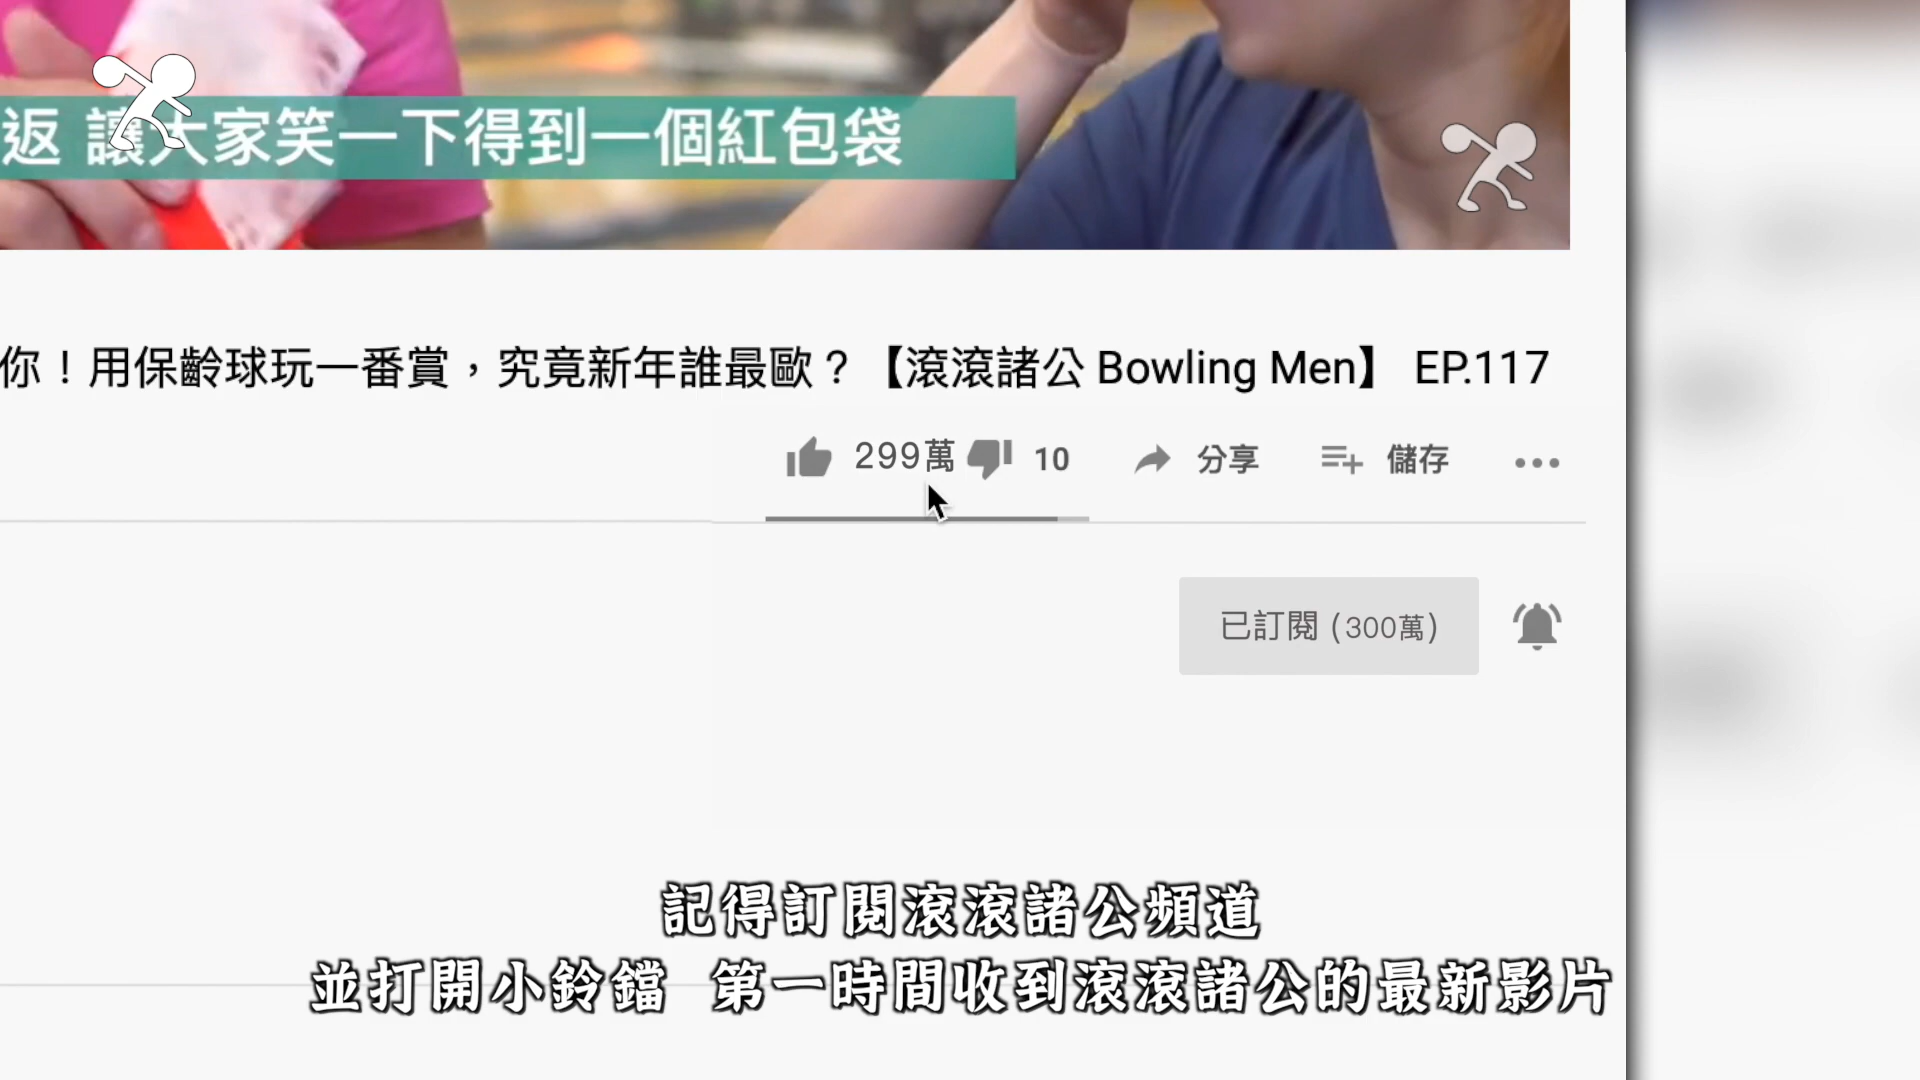 返 讓大家笑一下得到一個紅包袋
你！用保齡球玩一番賞，究竟新年誰最歐？【滾滾諸公 Bowling Men】 EP.117
299萬 10 分享 儲存
已訂閱 (300萬)
記得訂閱滾滾諸公頻道
並打開小鈴鐺 第一時間收到滾滾諸公的最新影片